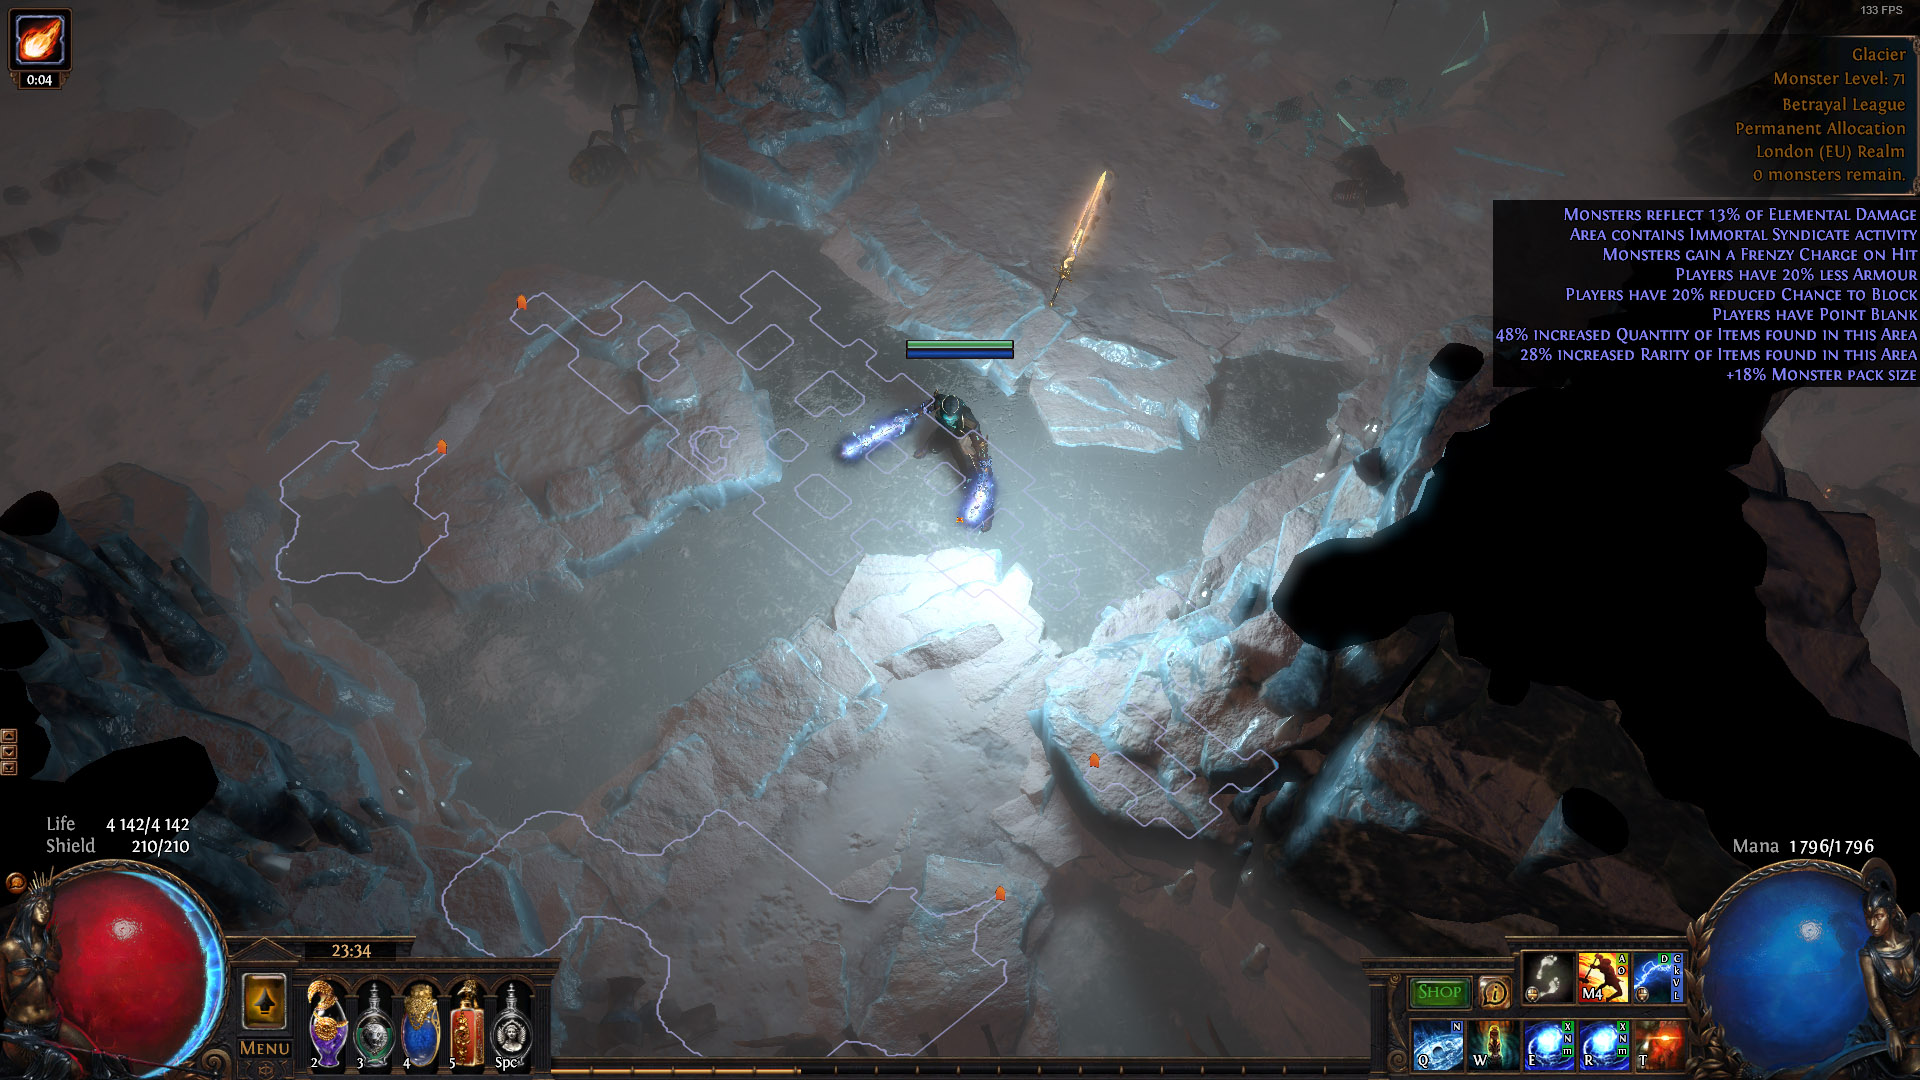 133 FPS
0:04
Glacier
Monster Level: 71
Betrayal League
Permanent Allocation
London (EU) Realm
0 monsters remain.
Monsters reflect 13% of Elemental Damage
Area contains Immortal Syndicate activity
Monsters gain a Frenzy Charge on Hit
Players have 20% less Armour
Players have 20% reduced Chance to Block
Players have Point Blank
48% increased Quantity of Items found in this Area
28% increased Rarity of Items found in this Area
+18% Monster pack size
Life 4 142/4 142
Shield 210/210
Mana 1 796/1 796
23:34
Menu
2 3 4 5 Spc
Shop
M4 A O
D C k V L
Q N
W
E X N m
R X N m
T